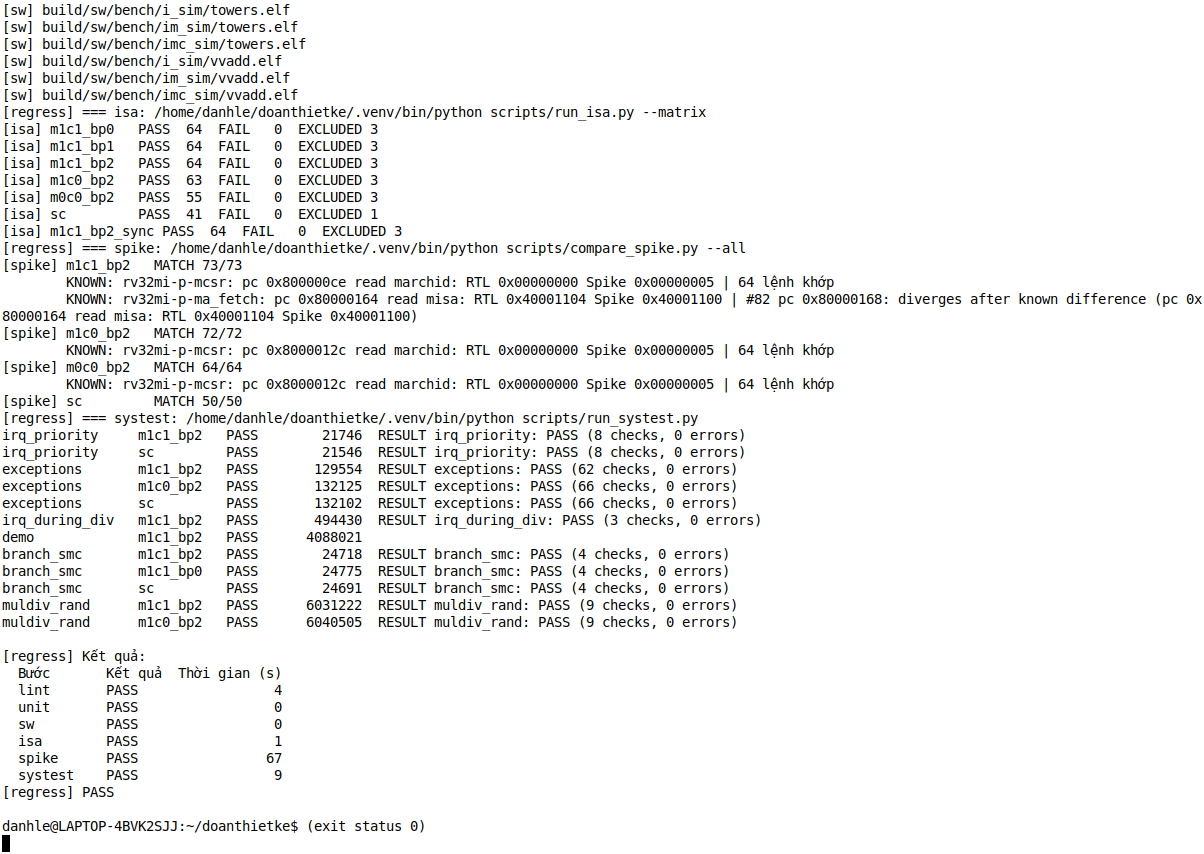 [sw] build/sw/bench/i_sim/towers.elf
[sw] build/sw/bench/im_sim/towers.elf
[sw] build/sw/bench/imc_sim/towers.elf
[sw] build/sw/bench/i_sim/vvadd.elf
[sw] build/sw/bench/im_sim/vvadd.elf
[sw] build/sw/bench/imc_sim/vvadd.elf
[regress] === isa: /home/danhle/doanthietke/.venv/bin/python scripts/run_isa.py --matrix
[isa] m1c1_bp0   PASS  64  FAIL   0  EXCLUDED 3
[isa] m1c1_bp1   PASS  64  FAIL   0  EXCLUDED 3
[isa] m1c1_bp2   PASS  64  FAIL   0  EXCLUDED 3
[isa] m1c0_bp2   PASS  63  FAIL   0  EXCLUDED 3
[isa] m0c0_bp2   PASS  55  FAIL   0  EXCLUDED 3
[isa] sc         PASS  41  FAIL   0  EXCLUDED 1
[isa] m1c1_bp2_sync PASS  64  FAIL   0  EXCLUDED 3
[regress] === spike: /home/danhle/doanthietke/.venv/bin/python scripts/compare_spike.py --all
[spike] m1c1_bp2   MATCH 73/73
        KNOWN: rv32mi-p-mcsr: pc 0x800000ce read marchid: RTL 0x00000000 Spike 0x00000005 | 64 lệnh khớp
        KNOWN: rv32mi-p-ma_fetch: pc 0x80000164 read misa: RTL 0x40001104 Spike 0x40001100 | #82 pc 0x80000168: diverges after known difference (pc 0x
80000164 read misa: RTL 0x40001104 Spike 0x40001100)
[spike] m1c0_bp2   MATCH 72/72
        KNOWN: rv32mi-p-mcsr: pc 0x8000012c read marchid: RTL 0x00000000 Spike 0x00000005 | 64 lệnh khớp
[spike] m0c0_bp2   MATCH 64/64
        KNOWN: rv32mi-p-mcsr: pc 0x8000012c read marchid: RTL 0x00000000 Spike 0x00000005 | 64 lệnh khớp
[spike] sc         MATCH 50/50
[regress] === systest: /home/danhle/doanthietke/.venv/bin/python scripts/run_systest.py
irq_priority     m1c1_bp2   PASS        21746  RESULT irq_priority: PASS (8 checks, 0 errors)
irq_priority     sc         PASS        21546  RESULT irq_priority: PASS (8 checks, 0 errors)
exceptions       m1c1_bp2   PASS       129554  RESULT exceptions: PASS (62 checks, 0 errors)
exceptions       m1c0_bp2   PASS       132125  RESULT exceptions: PASS (66 checks, 0 errors)
exceptions       sc         PASS       132102  RESULT exceptions: PASS (66 checks, 0 errors)
irq_during_div   m1c1_bp2   PASS       494430  RESULT irq_during_div: PASS (3 checks, 0 errors)
demo             m1c1_bp2   PASS      4088021
branch_smc       m1c1_bp2   PASS        24718  RESULT branch_smc: PASS (4 checks, 0 errors)
branch_smc       m1c1_bp0   PASS        24775  RESULT branch_smc: PASS (4 checks, 0 errors)
branch_smc       sc         PASS        24691  RESULT branch_smc: PASS (4 checks, 0 errors)
muldiv_rand      m1c1_bp2   PASS      6031222  RESULT muldiv_rand: PASS (9 checks, 0 errors)
muldiv_rand      m1c0_bp2   PASS      6040505  RESULT muldiv_rand: PASS (9 checks, 0 errors)

[regress] Kết quả:
  Bước       Kết quả  Thời gian (s)
  lint       PASS                4
  unit       PASS                0
  sw         PASS                0
  isa        PASS                1
  spike      PASS               67
  systest    PASS                9
[regress] PASS

danhle@LAPTOP-4BVK2SJJ:~/doanthietke$ (exit status 0)